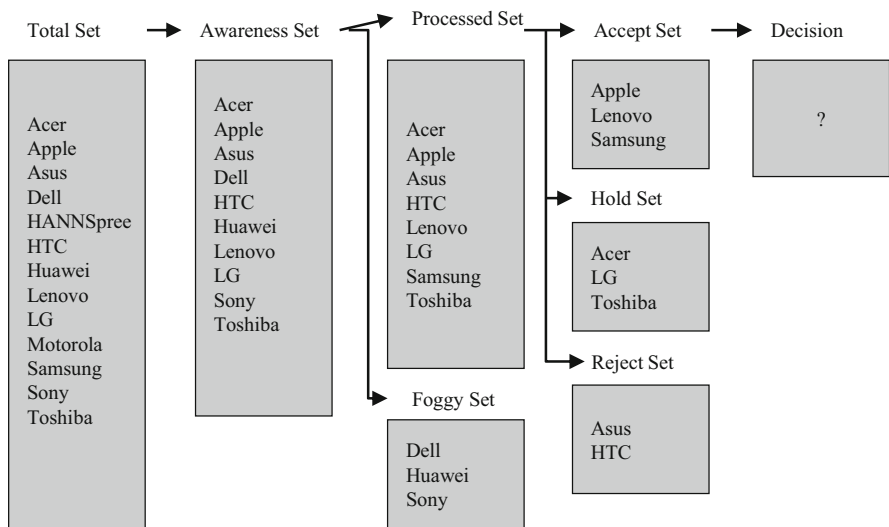 Total Set
Awareness Set
Processed Set
Accept Set
Decision
Acer
Apple
Asus
Dell
HANNSpree
HTC
Huawei
Lenovo
LG
Motorola
Samsung
Sony
Toshiba
Acer
Apple
Asus
Dell
HTC
Huawei
Lenovo
LG
Sony
Toshiba
Acer
Apple
Asus
HTC
Lenovo
LG
Samsung
Toshiba
Foggy Set
Dell
Huawei
Sony
Apple
Lenovo
Samsung
Hold Set
Acer
LG
Toshiba
Reject Set
Asus
HTC
?